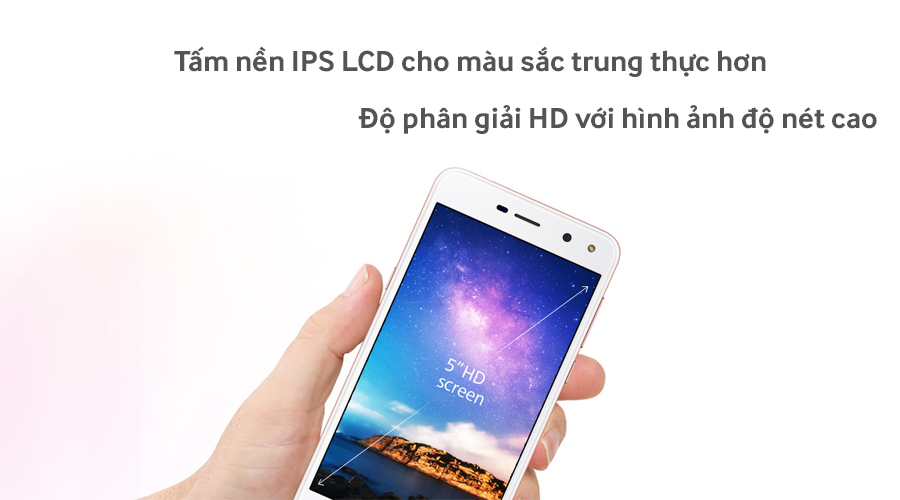 Tấm nền IPS LCD cho màu sắc trung thực hơn
Độ phân giải HD với hình ảnh độ nét cao
5"HD
screen